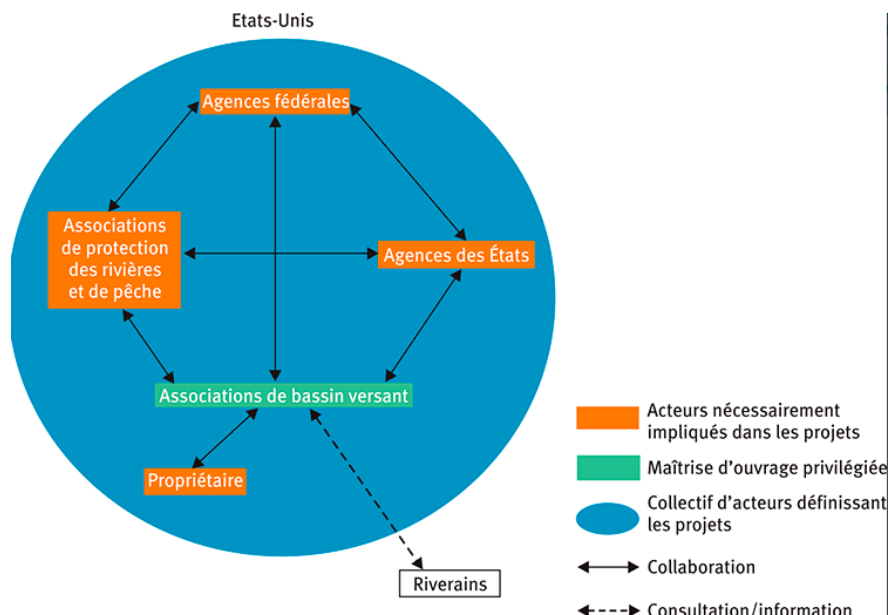 Etats-Unis
Agences fédérales
Associations
de protection
des rivières
et de pêche
Agences des États
Associations de bassin versant
Propriétaire
Riverains
Acteurs nécessairement
impliqués dans les projets
Maîtrise d'ouvrage privilégiée
Collectif d'acteurs définissant
les projets
Collaboration
Consultation/information